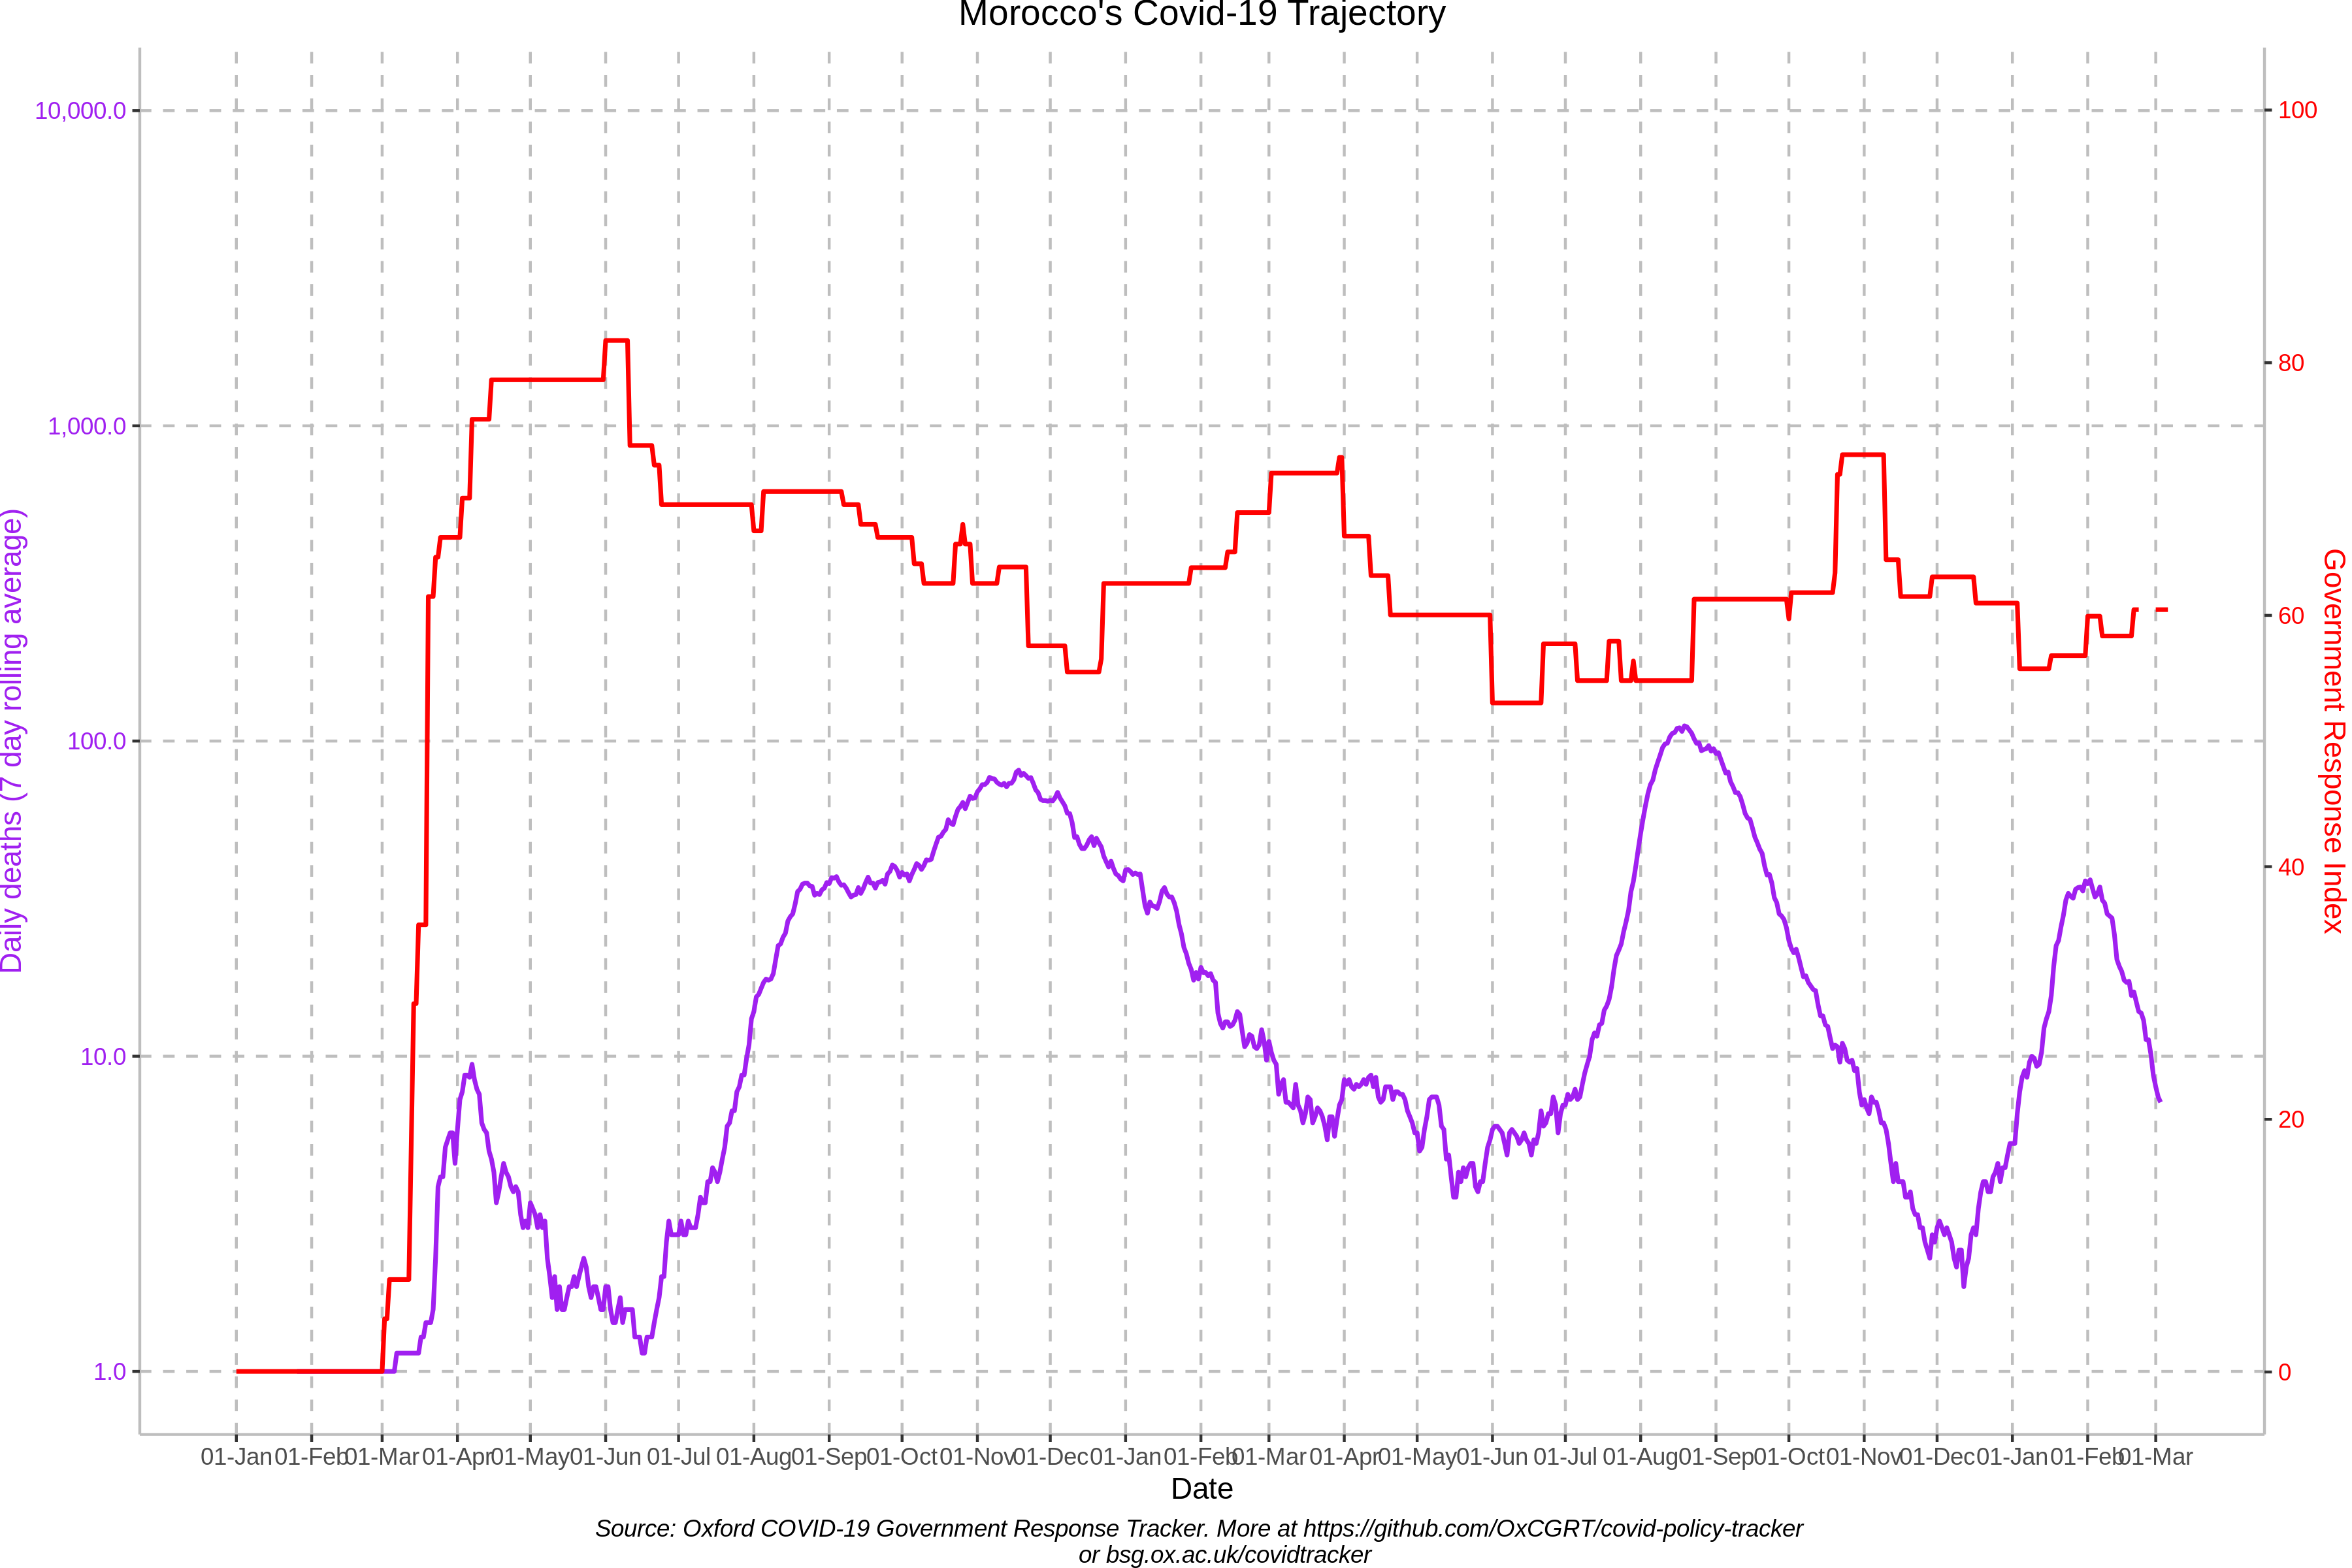 Morocco's Covid-19 Trajectory
10,000.0
1,000.0
100.0
10.0
1.0
Daily deaths (7 day rolling average)
100
80
60
40
20
0
Government Response Index
01-Jan 01-Feb 01-Mar 01-Apr 01-May 01-Jun 01-Jul 01-Aug 01-Sep 01-Oct 01-Nov 01-Dec 01-Jan 01-Feb 01-Mar 01-Apr 01-May 01-Jun 01-Jul 01-Aug 01-Sep 01-Oct 01-Nov 01-Dec 01-Jan 01-Feb 01-Mar
Date
Source: Oxford COVID-19 Government Response Tracker. More at https://github.com/OxCGRT/covid-policy-tracker
or bsg.ox.ac.uk/covidtracker